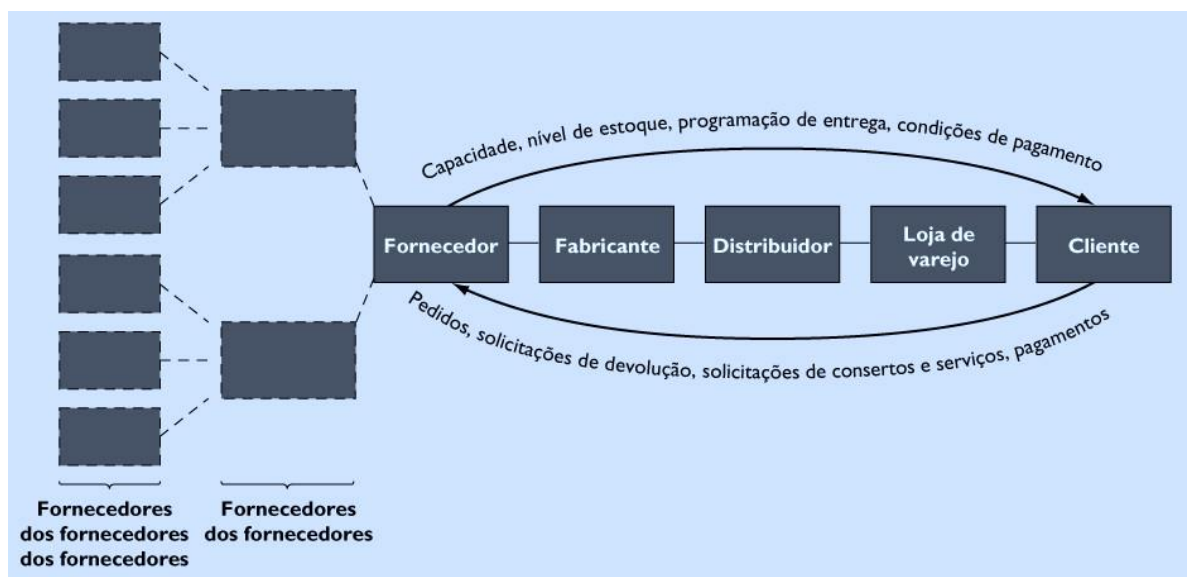 Capacidade, nível de estoque, programação de entrega, condições de pagamento
Fornecedor
Fabricante
Distribuidor
Loja de
varejo
Cliente
Pedidos, solicitações de devolução, solicitações de consertos e serviços, pagamentos
Fornecedores
dos fornecedores
dos fornecedores
Fornecedores
dos fornecedores